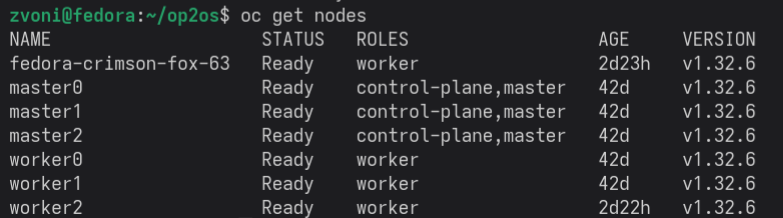 zvoni@fedora:~/op2os$ oc get nodes
NAME                    STATUS   ROLES                  AGE     VERSION
fedora-crimson-fox-63   Ready    worker                 2d23h   v1.32.6
master0                 Ready    control-plane,master   42d     v1.32.6
master1                 Ready    control-plane,master   42d     v1.32.6
master2                 Ready    control-plane,master   42d     v1.32.6
worker0                 Ready    worker                 42d     v1.32.6
worker1                 Ready    worker                 42d     v1.32.6
worker2                 Ready    worker                 2d22h   v1.32.6